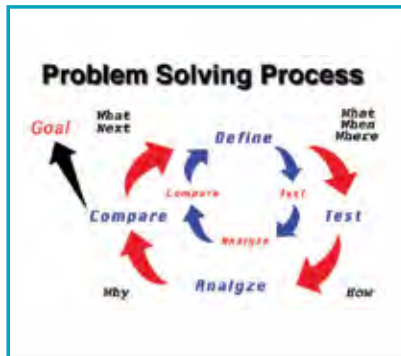 Problem Solving Process
Goal
What
Next
What
When
Where
Define
Compare
Test
Compare
Test
Analyze
Analyze
Why
How